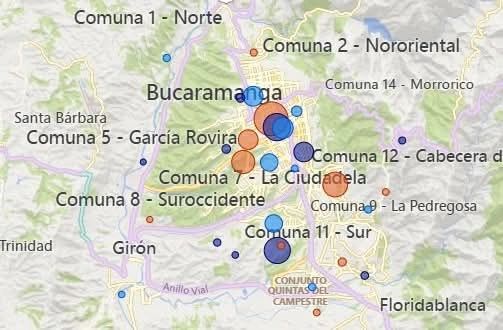 Comuna 1 - Norte
Comuna 2 - Nororiental
Comuna 14 - Morrorico
Bucaramanga
Santa Bárbara
Comuna 5 - García Rovira
Comuna 12 - Cabecera d
Comuna 7 - La Ciudadela
Comuna 8 - Suroccidente
Comuna 9 - La Pedregosa
Comuna 11 - Sur
Trinidad
Girón
Anillo Vial
CONJUNTO
QUINTAS DEL
CAMPESTRE
Floridablanca